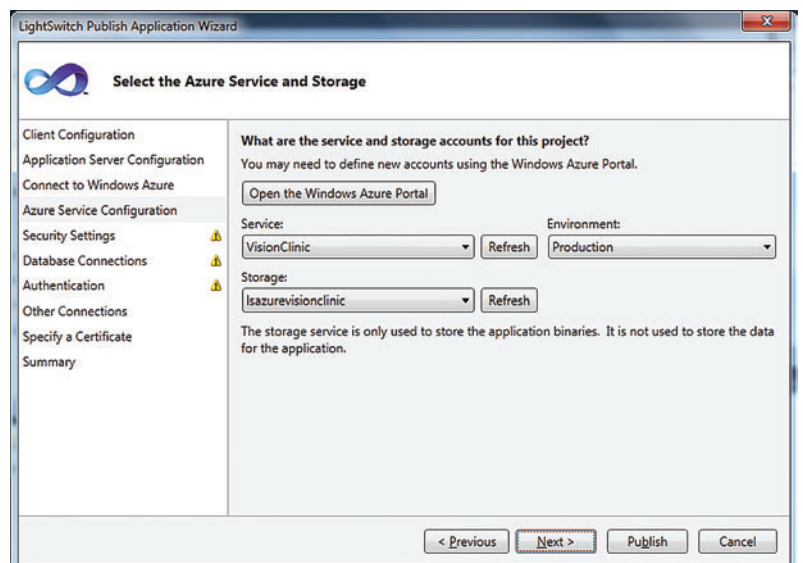 LightSwitch Publish Application Wizard
Select the Azure Service and Storage
Client Configuration
Application Server Configuration
Connect to Windows Azure
Azure Service Configuration
Security Settings
Database Connections
Authentication
Other Connections
Specify a Certificate
Summary
What are the service and storage accounts for this project?
You may need to define new accounts using the Windows Azure Portal.
Open the Windows Azure Portal
Service: Environment:
VisionClinic Refresh Production
Storage:
lsazurevisionclinic Refresh
The storage service is only used to store the application binaries. It is not used to store the data
for the application.
< Previous Next > Publish Cancel